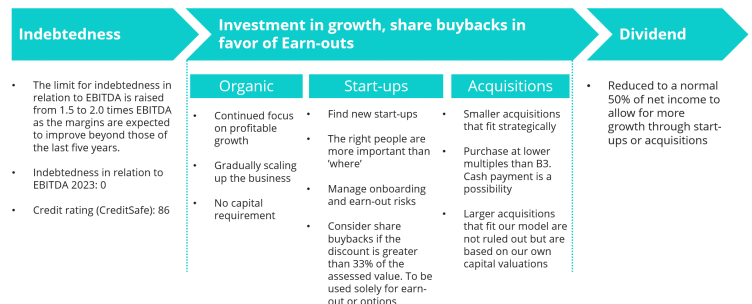 Indebtedness
Investment in growth, share buybacks in
favor of Earn-outs
Dividend
• The limit for indebtedness in
relation to EBITDA is raised
from 1.5 to 2.0 times EBITDA
as the margins are expected
to improve beyond those of
the last five years.
• Indebtedness in relation to
EBITDA 2023: 0
• Credit rating (CreditSafe): 86
Organic
• Continued focus
on profitable
growth
• Gradually scaling
up the business
• No capital
requirement
Start-ups
• Find new start-ups
• The right people are
more important than
'where'
• Manage onboarding
and earn-out risks
• Consider share
buybacks if the
discount is greater
than 33% of the
assessed value. To be
used solely for earn-
out or options
Acquisitions
• Smaller acquisitions
that fit strategically
• Purchase at lower
multiples than B3.
Cash payment is a
possibility
• Larger acquisitions
that fit our model are
not ruled out but are
based on our own
capital valuations
• Reduced to a normal
50% of net income to
allow for more
growth through start-
ups or acquisitions